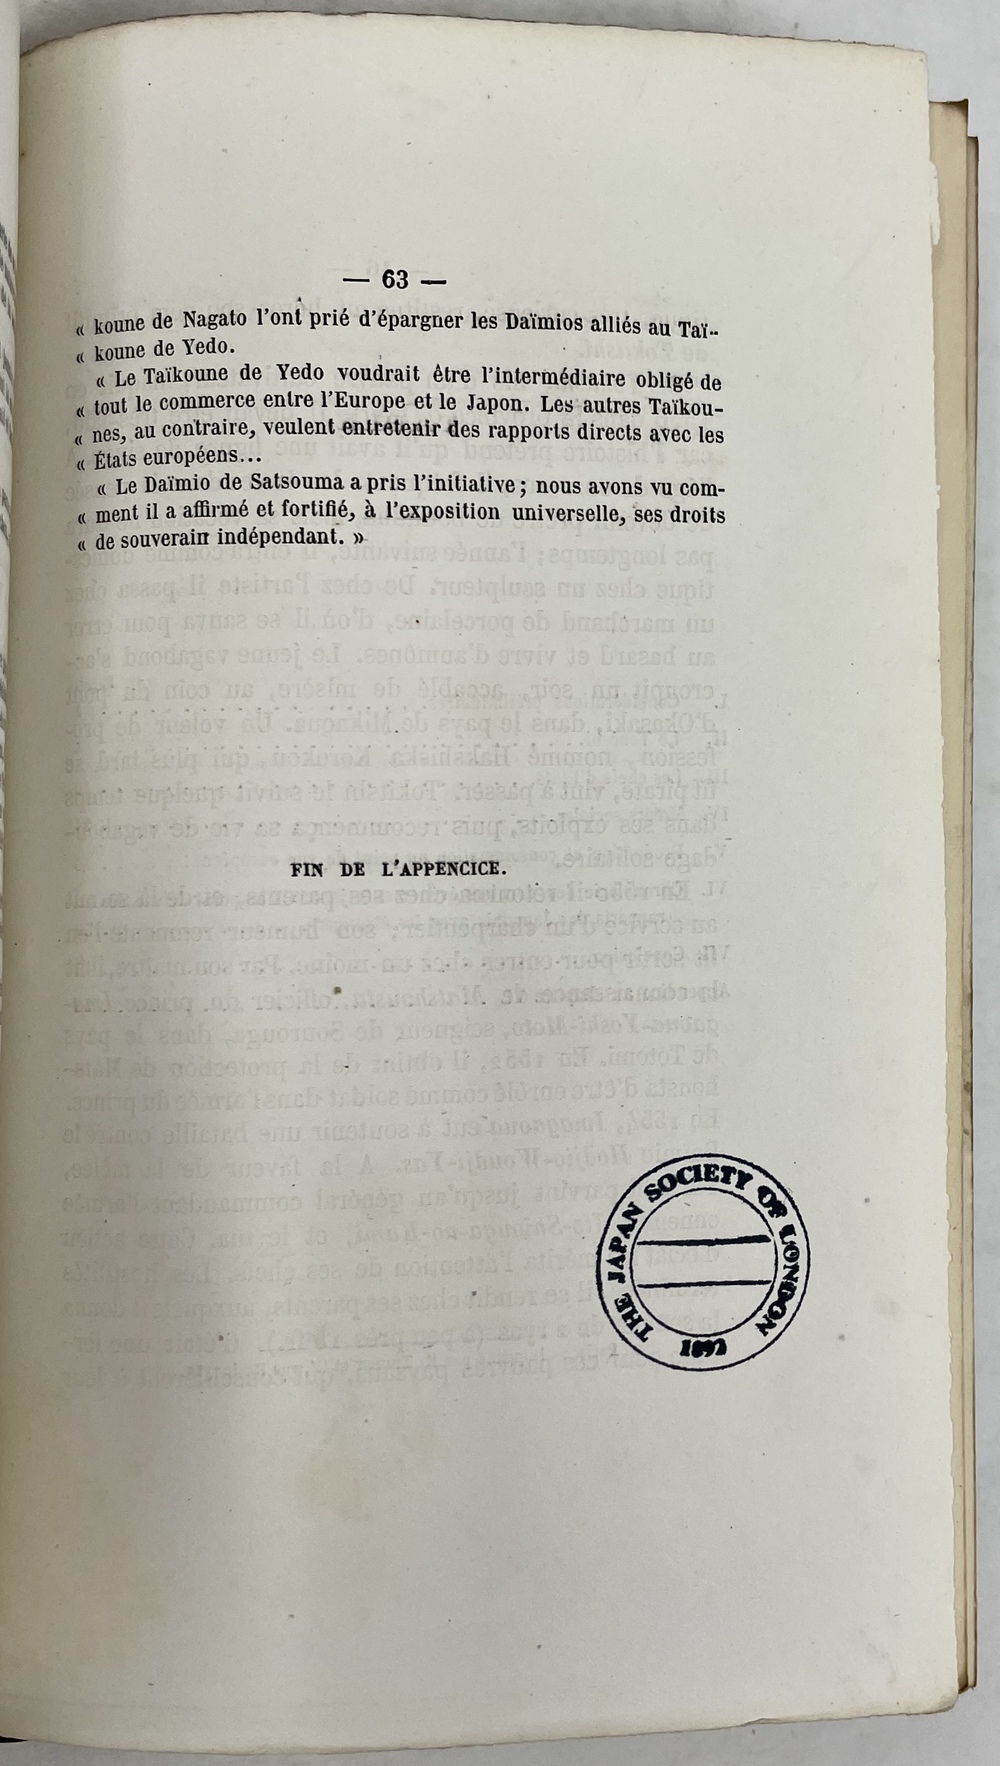 — 63 —
« koune de Nagato l'ont prié d'épargner les Daïmios alliés au Taï-
« koune de Yedo.
« Le Taïkoune de Yedo voudrait être l'intermédiaire obligé de
« tout le commerce entre l'Europe et le Japon. Les autres Taïkou-
« nes, au contraire, veulent entretenir des rapports directs avec les
« États européens...
« Le Daïmio de Satsouma a pris l'initiative ; nous avons vu com-
« ment il a affirmé et fortifié, à l'exposition universelle, ses droits
« de souverain indépendant. »
FIN DE L'APPENCICE.
THE JAPAN SOCIETY OF LONDON
1892